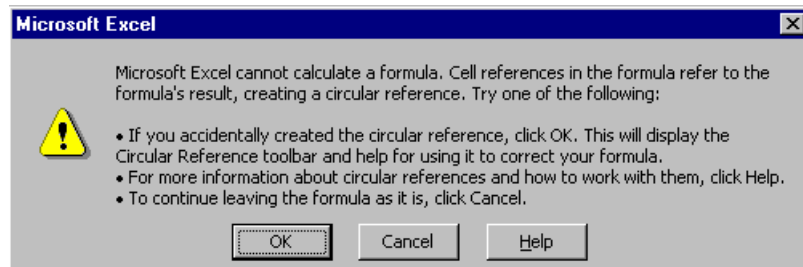 Microsoft Excel
Microsoft Excel cannot calculate a formula. Cell references in the formula refer to the
formula's result, creating a circular reference. Try one of the following:
• If you accidentally created the circular reference, click OK. This will display the
Circular Reference toolbar and help for using it to correct your formula.
• For more information about circular references and how to work with them, click Help.
• To continue leaving the formula as it is, click Cancel.
OK Cancel Help